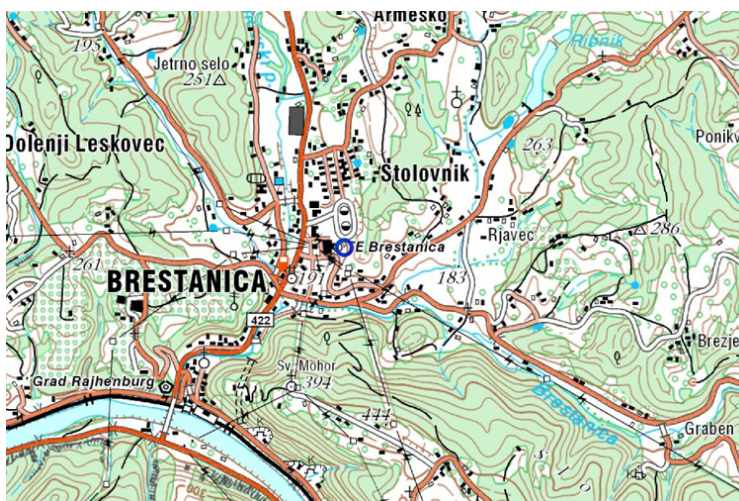 Armesko
195
Jetrno selo
251
Ribnik
Dolenji Leskovec
263
Ponikv
Stolovnik
E Brestanica
Rjavec
286
261
BRESTANICA
191
183
422
Sv. Mohor
394
Grad Rajhenburg
444
Brestanica
Brezje
Graben
S l o
300
K
K